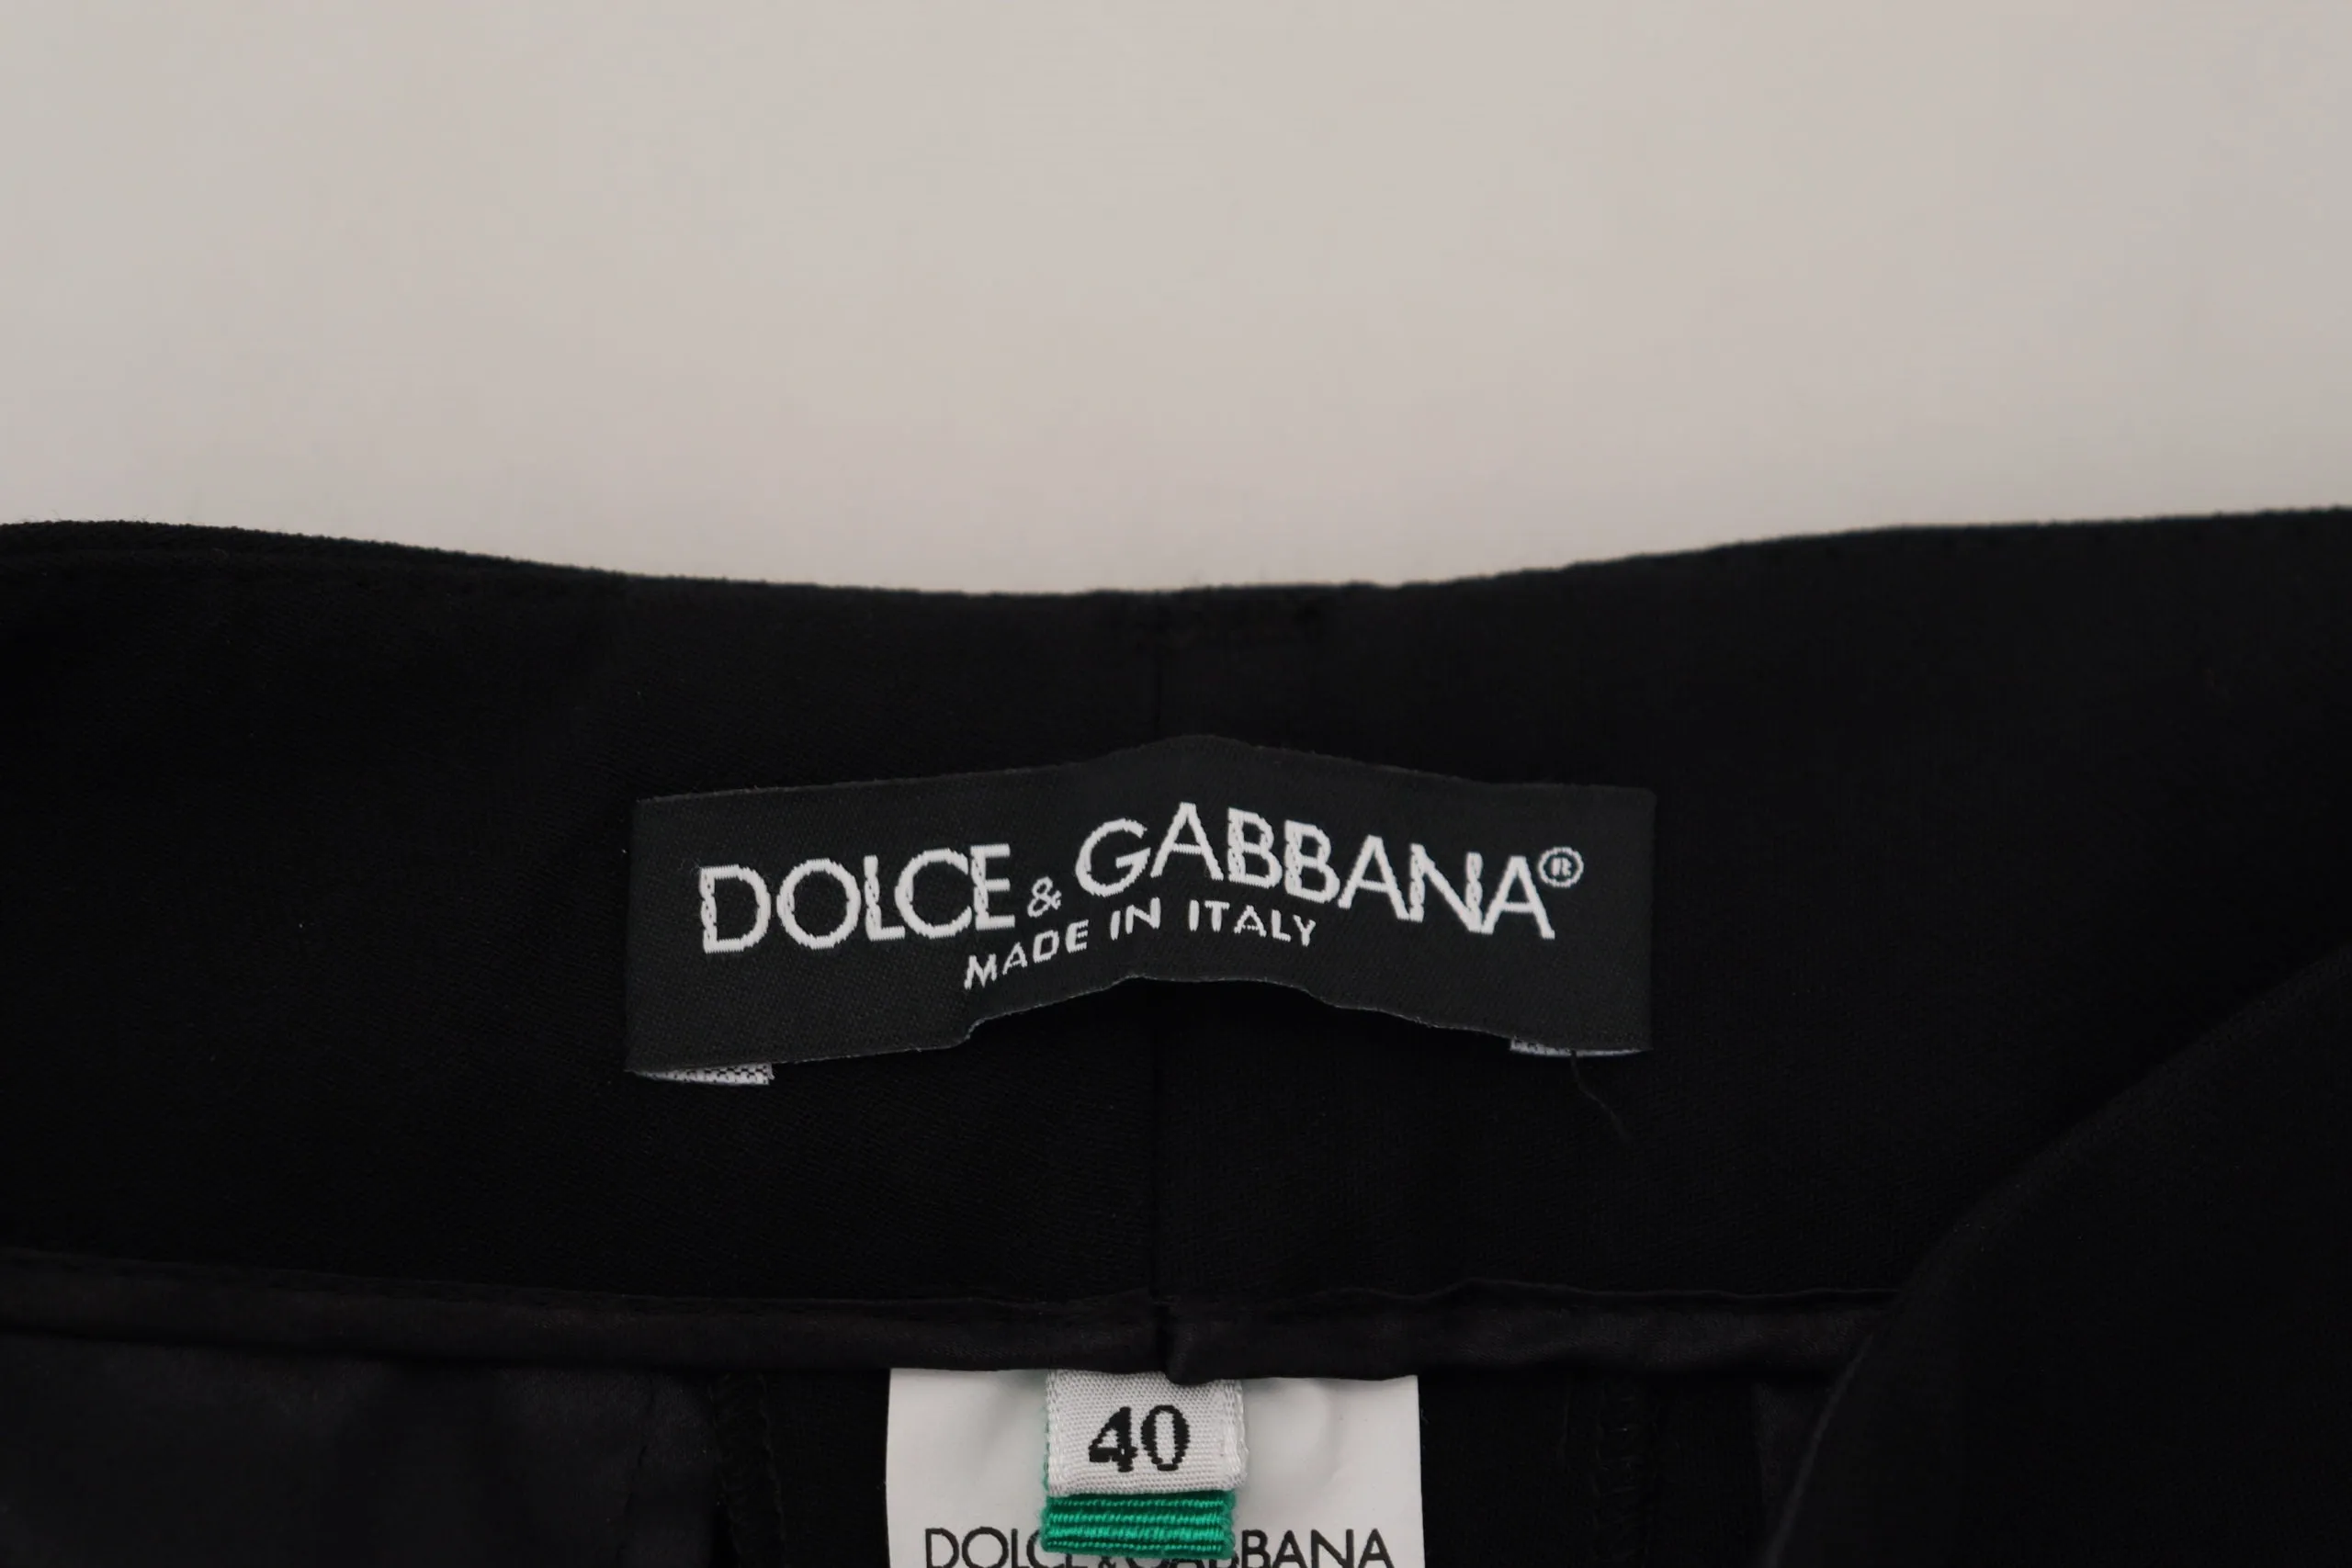 DOLCE & GABBANA®
MADE IN ITALY
40
DOLCE & GABBANA